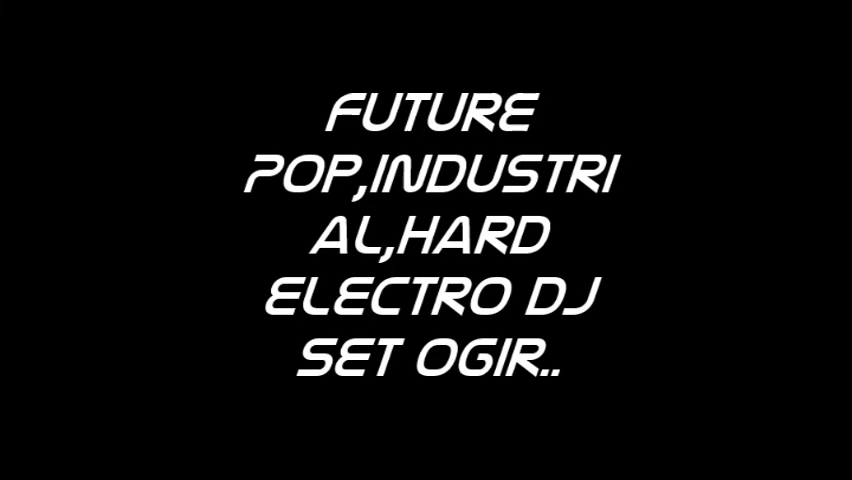 FUTURE
POP,INDUSTRI
AL,HARD
ELECTRO DJ
SET OGIR..